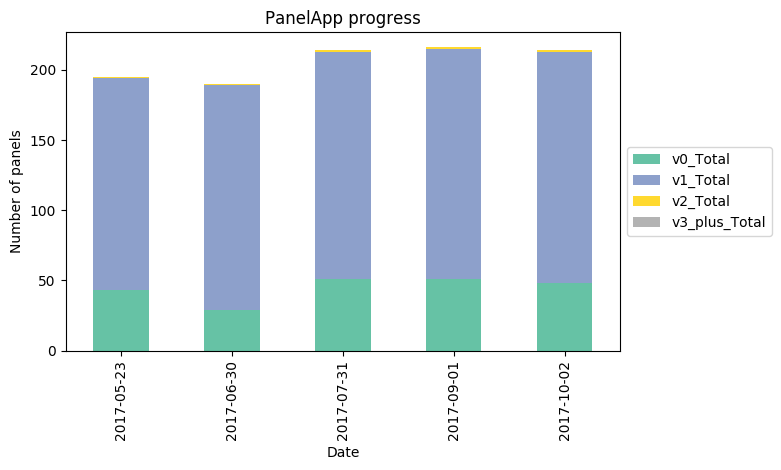 PanelApp progress
Number of panels
200
150
100
50
0
2017-05-23
2017-06-30
2017-07-31
2017-09-01
2017-10-02
Date
v0_Total
v1_Total
v2_Total
v3_plus_Total